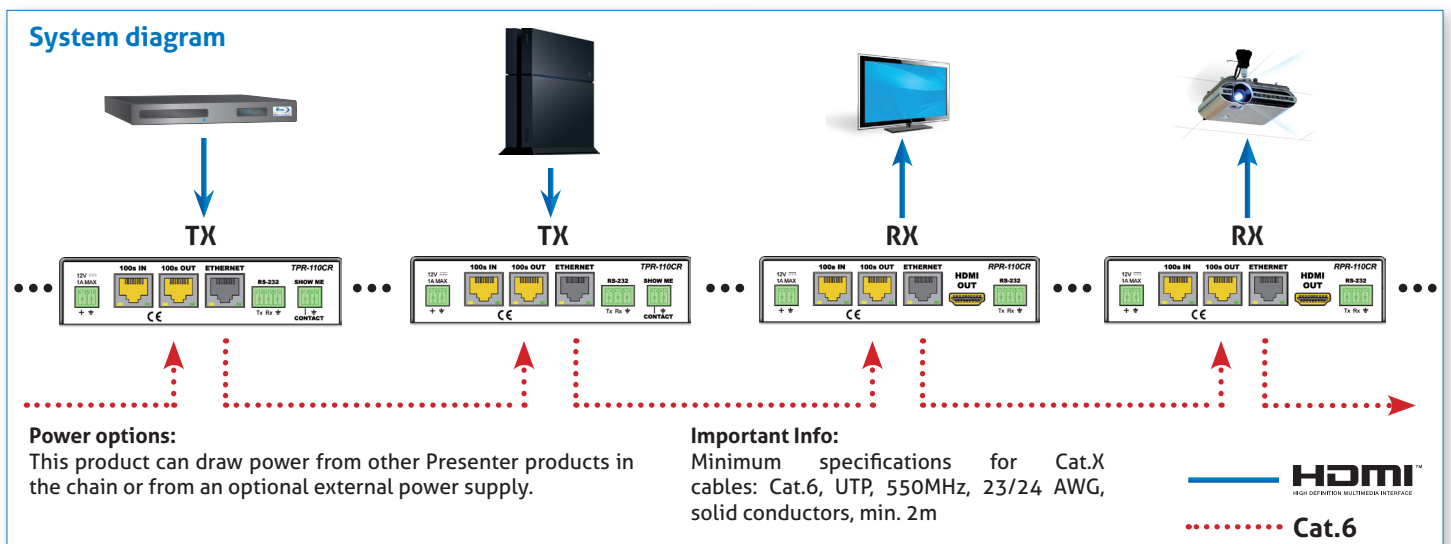 System diagram
TX
TX
RX
RX
12V
1A MAX
100s IN
100s OUT
ETHERNET
TPR-110CR
RS-232
SHOW ME
Tx Rx
CONTACT
CE
12V
1A MAX
100s IN
100s OUT
ETHERNET
TPR-110CR
RS-232
SHOW ME
Tx Rx
CONTACT
CE
12V
1A MAX
100s IN
100s OUT
ETHERNET
RPR-110CR
HDMI
OUT
RS-232
Tx Rx
CE
12V
1A MAX
100s IN
100s OUT
ETHERNET
RPR-110CR
HDMI
OUT
RS-232
Tx Rx
CE
Power options:
This product can draw power from other Presenter products in
the chain or from an optional external power supply.
Important Info:
Minimum specifications for Cat.X
cables: Cat.6, UTP, 550MHz, 23/24 AWG,
solid conductors, min. 2m
HDMI™
HIGH DEFINITION MULTIMEDIA INTERFACE
Cat.6